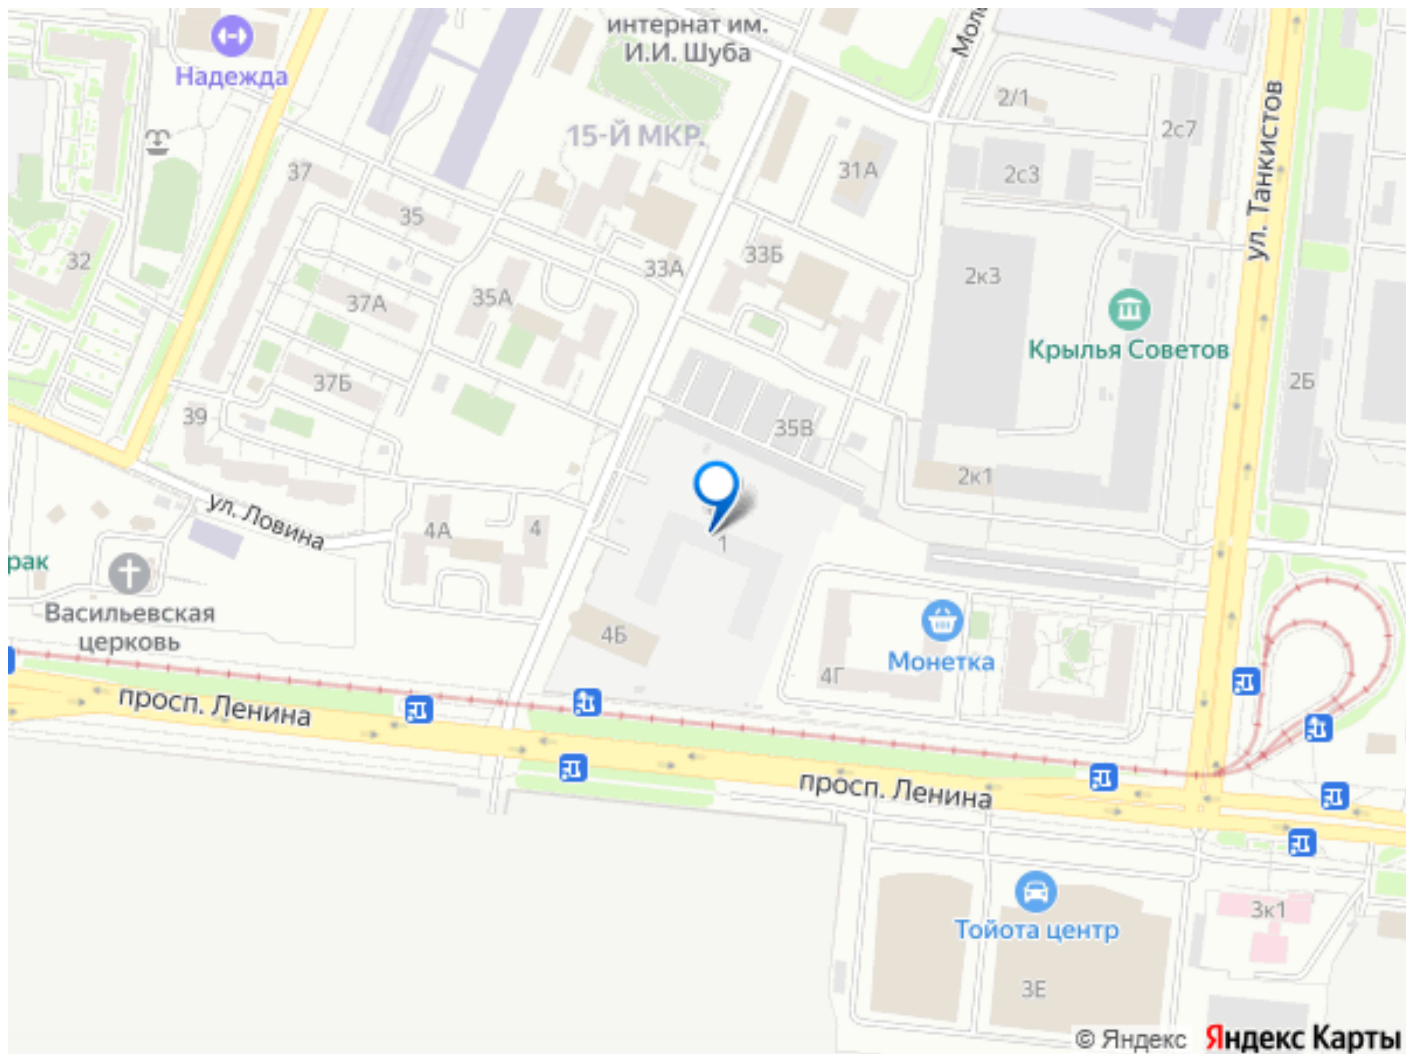 интернат им.
И.И. Шуба
Надежда
15-Й МКР.
2/1
ул. Танкистов
2с7
37
31А
2с3
35
32
33А
33Б
2к3
37А
35А
Крылья Советов
37Б
2Б
39
35В
2к1
ул. Ловина
4А
4
1
рак
Васильевская
церковь
4Б
Монетка
4Г
просп. Ленина
просп. Ленина
3к1
Тойота центр
3Е
© Яндекс Яндекс Карты